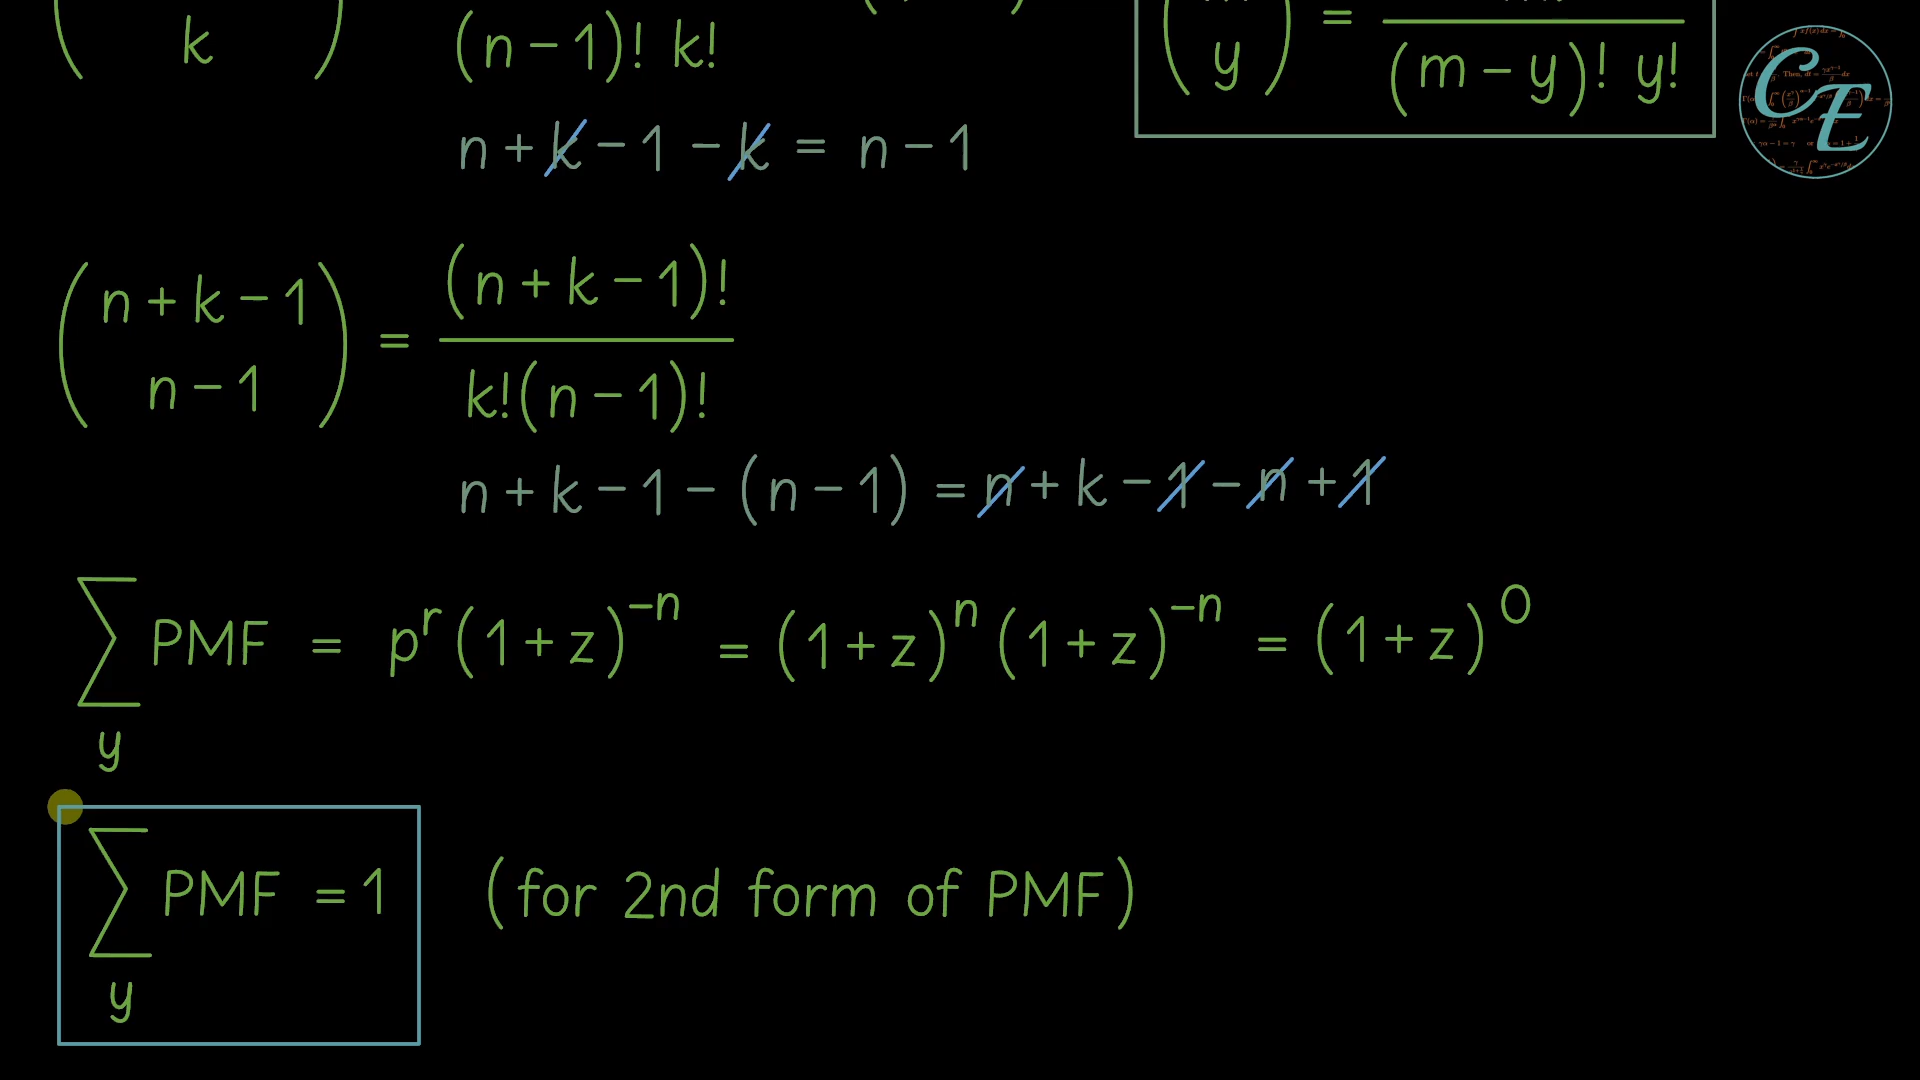 k
(n-1)! k!
y
=
(m-y)! y!
n+k-1-k = n-1
CE
(n+k-1
n-1) = (n+k-1)!
k!(n-1)!
n+k-1-(n-1) = n+k-1-n+1
∑ PMF = p^r (1+z)^-n = (1+z)^n (1+z)^-n = (1+z)^0
y
∑ PMF = 1 (for 2nd form of PMF)
y